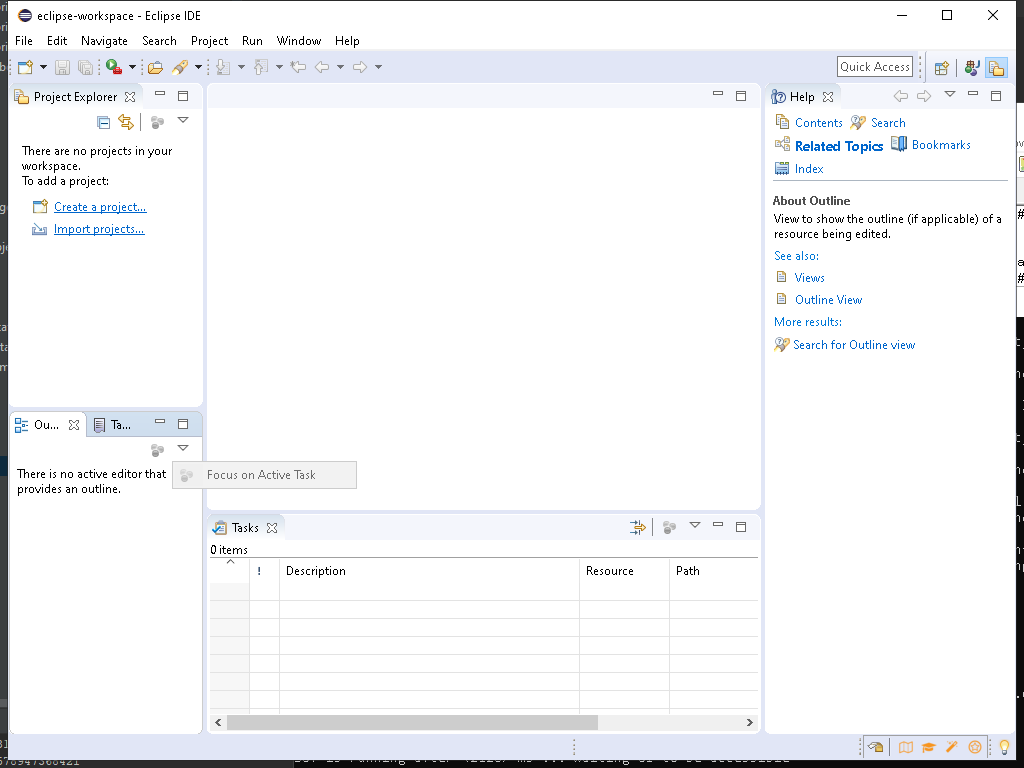 eclipse-workspace - Eclipse IDE
File Edit Navigate Search Project Run Window Help
Quick Access
Project Explorer
There are no projects in your
workspace.
To add a project:
Create a project...
Import projects...
Help
Contents Search
Related Topics Bookmarks
Index
About Outline
View to show the outline (if applicable) of a
resource being edited.
See also:
Views
Outline View
More results:
Search for Outline view
Ou... Ta...
There is no active editor that
provides an outline.
Focus on Active Task
Tasks
0 items
! Description Resource Path